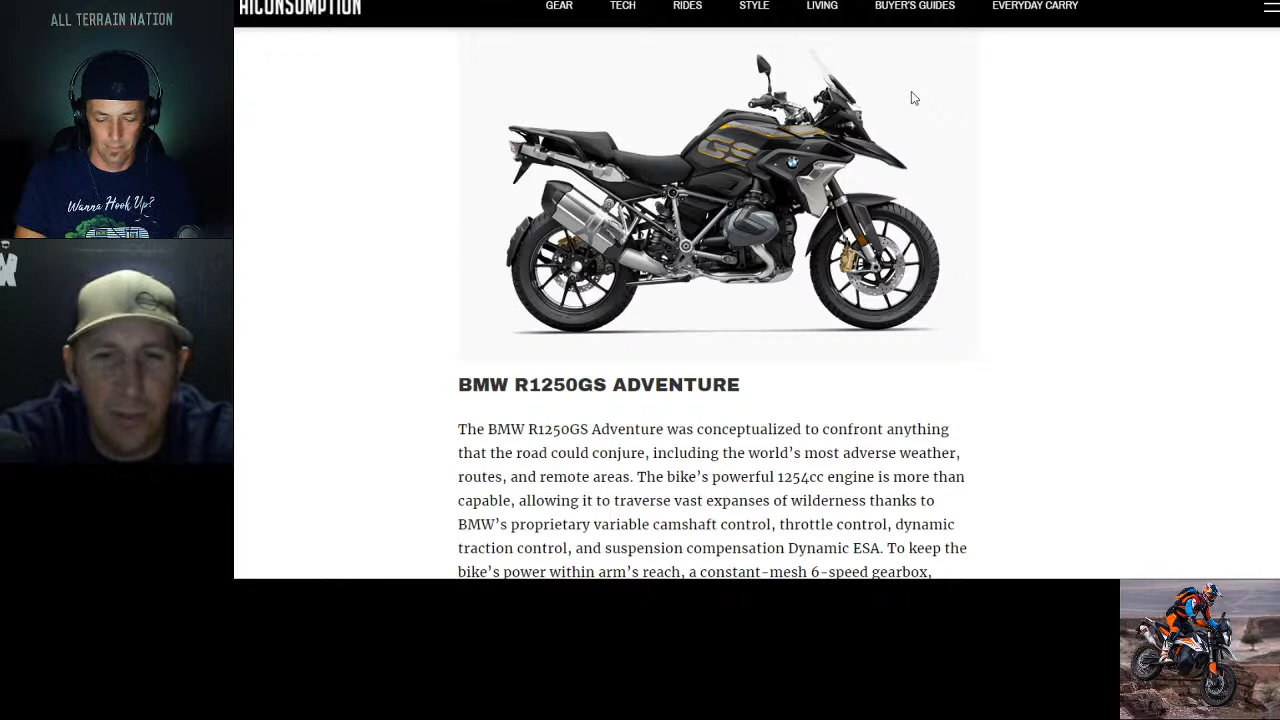 ALL TERRAIN NATION
HICONSUMPTION
GEAR TECH RIDES STYLE LIVING BUYER'S GUIDES EVERYDAY CARRY
Wanna Hook Up?
GS
BMW R1250GS ADVENTURE
The BMW R1250GS Adventure was conceptualized to confront anything
that the road could conjure, including the world's most adverse weather,
routes, and remote areas. The bike's powerful 1254cc engine is more than
capable, allowing it to traverse vast expanses of wilderness thanks to
BMW's proprietary variable camshaft control, throttle control, dynamic
traction control, and suspension compensation Dynamic ESA. To keep the
bike's power within arm's reach, a constant-mesh 6-speed gearbox,